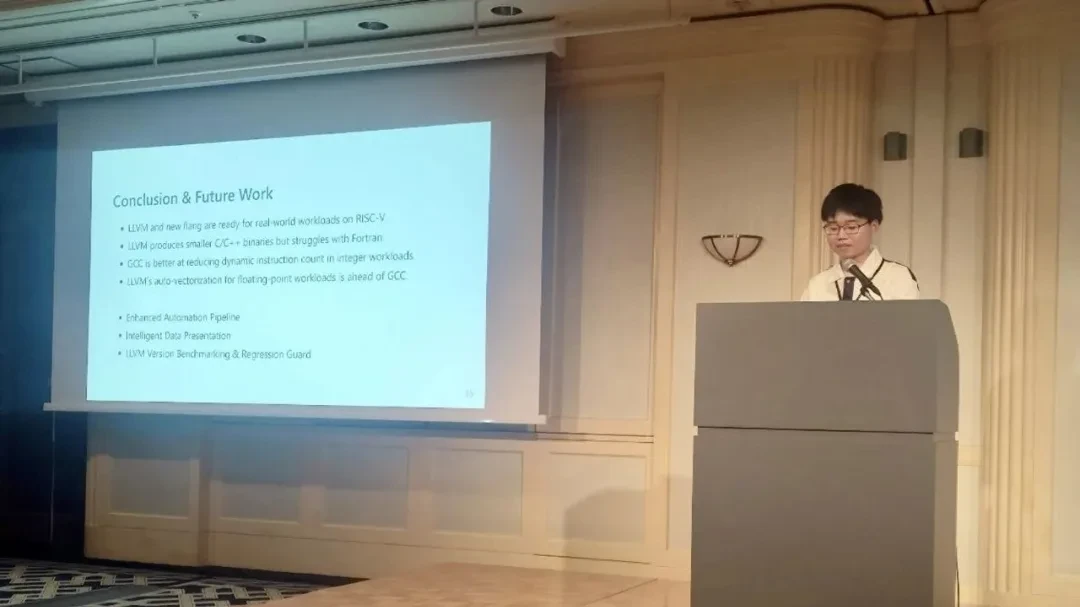 Conclusion & Future Work
• LLVM and new flang are ready for real-world workloads on RISC-V
• LLVM produces smaller C/C++ binaries but struggles with Fortran
• GCC is better at reducing dynamic instruction count in integer workloads
• LLVM's auto-vectorization for floating-point workloads is ahead of GCC
• Enhanced Automation Pipeline
• Intelligent Data Presentation
• LLVM Version Benchmarking & Regression Guard